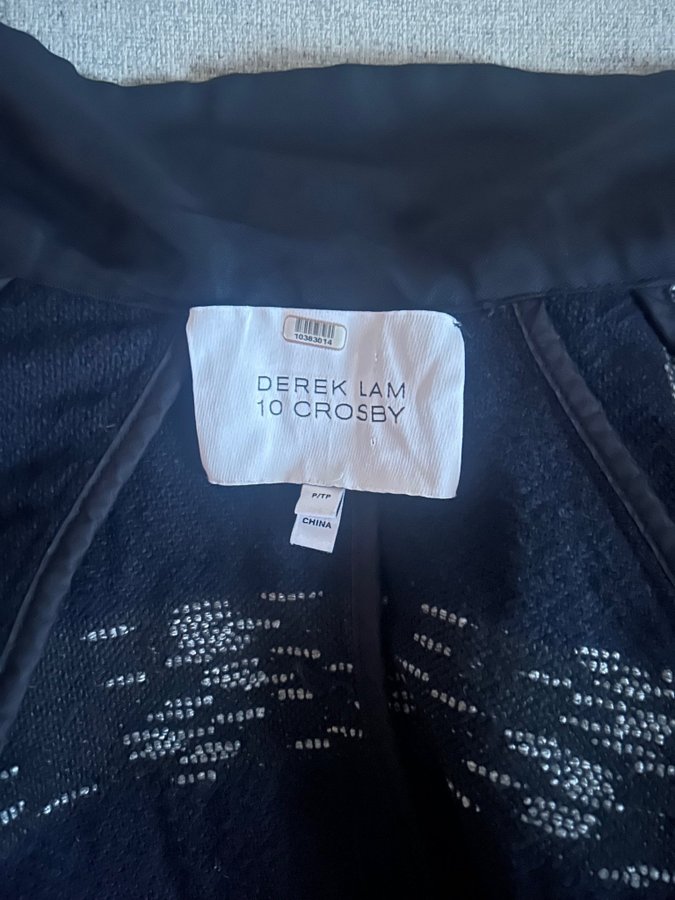 10383014
DEREK LAM
10 CROSBY
P/TP
CHINA